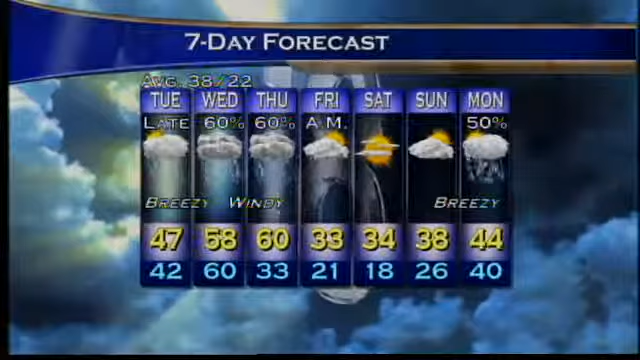 7-DAY FORECAST
AVG. 38/22
TUE WED THU FRI SAT SUN MON
LATE 60% 60% A.M. 50%
BREEZY WINDY BREEZY
47 58 60 33 34 38 44
42 60 33 21 18 26 40